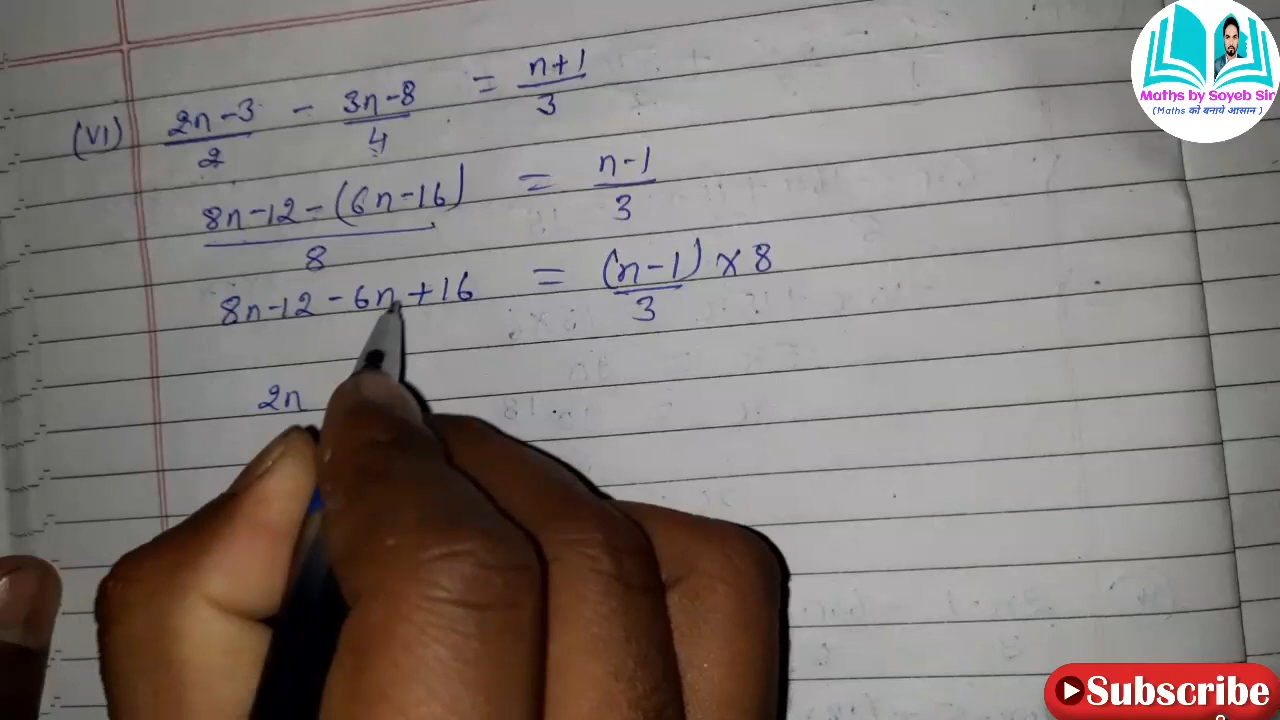 (VI) (2n-3)/2 - (3n-8)/4 = (n+1)/3
(8n-12-(6n-16))/8 = (n-1)/3
8n-12-6n+16 = (n-1)/3 × 8
2n
Maths by Soyeb Sir
(Maths को बनाये आसान)
Subscribe